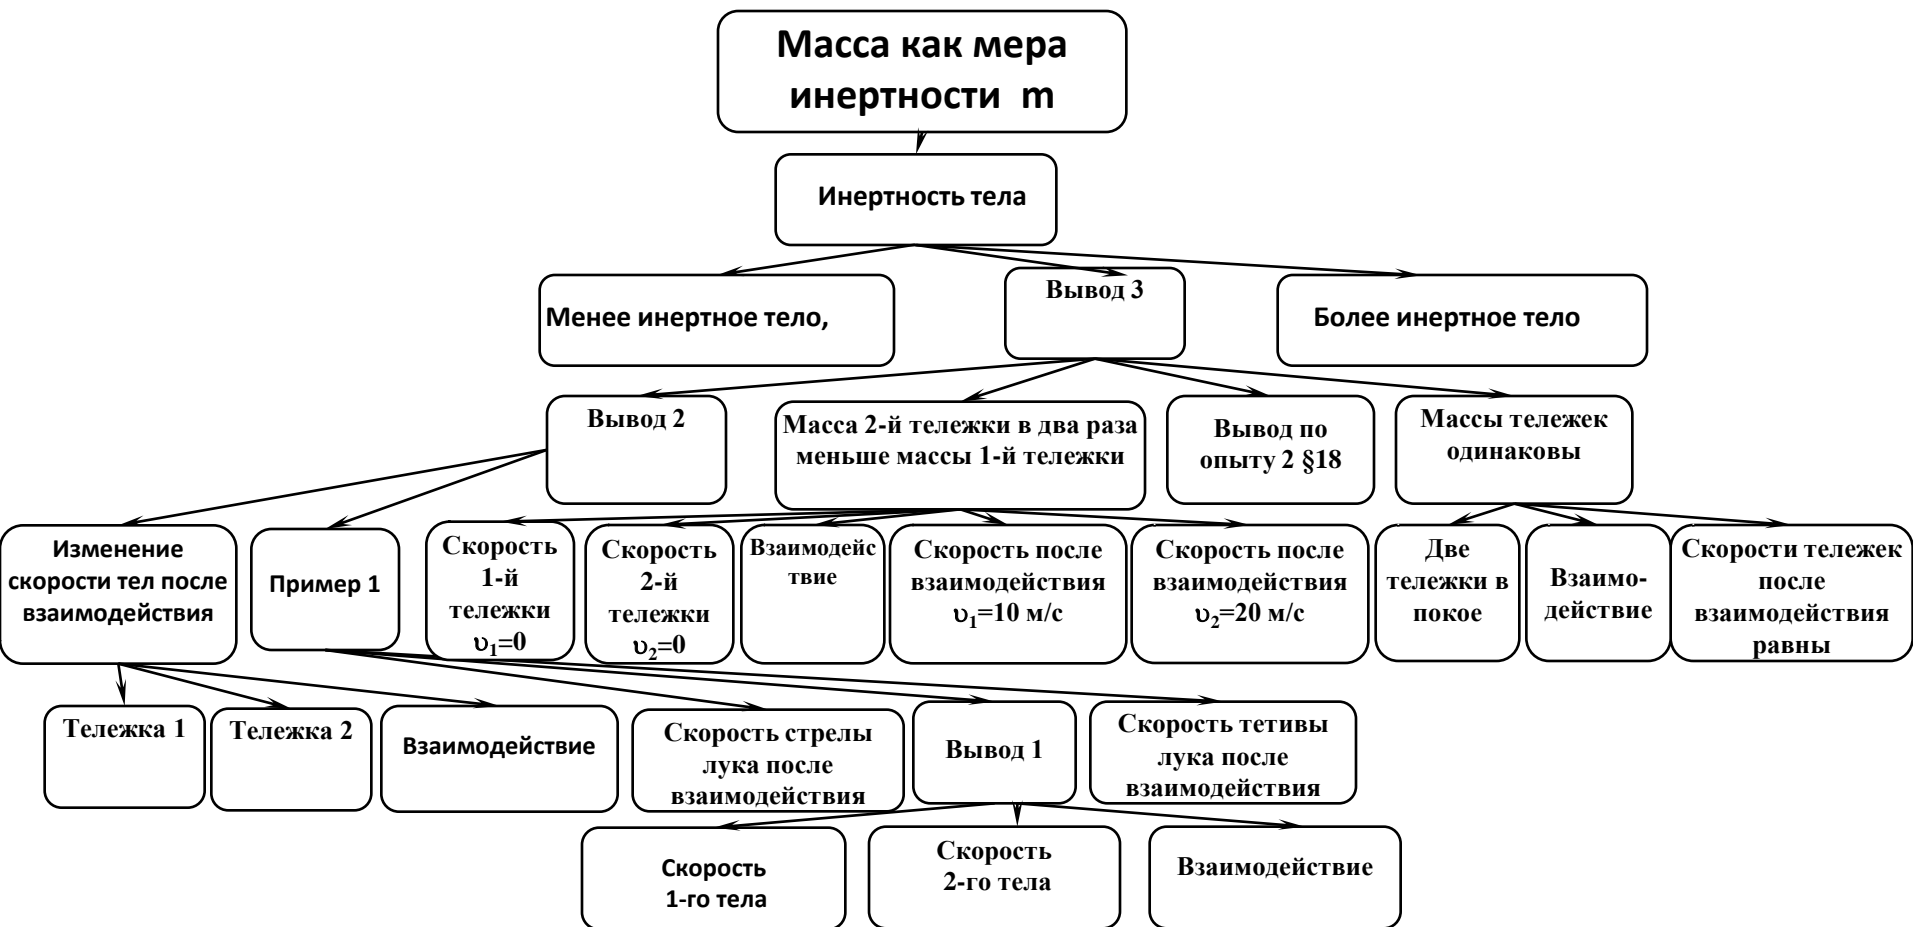 Масса как мера
инертности m
Инертность тела
Менее инертное тело,
Вывод 3
Более инертное тело
Вывод 2
Масса 2-й тележки в два раза
меньше массы 1-й тележки
Вывод по
опыту 2 §18
Массы тележек
одинаковы
Изменение
скорости тел после
взаимодействия
Пример 1
Скорость
1-й
тележки
υ₁=0
Скорость
2-й
тележки
υ₂=0
Взаимодейс
твие
Скорость после
взаимодействия
υ₁=10 м/с
Скорость после
взаимодействия
υ₂=20 м/с
Две
тележки в
покое
Взаимо-
действие
Скорости тележек
после
взаимодействия
равны
Тележка 1
Тележка 2
Взаимодействие
Скорость стрелы
лука после
взаимодействия
Вывод 1
Скорость тетивы
лука после
взаимодействия
Скорость
1-го тела
Скорость
2-го тела
Взаимодействие